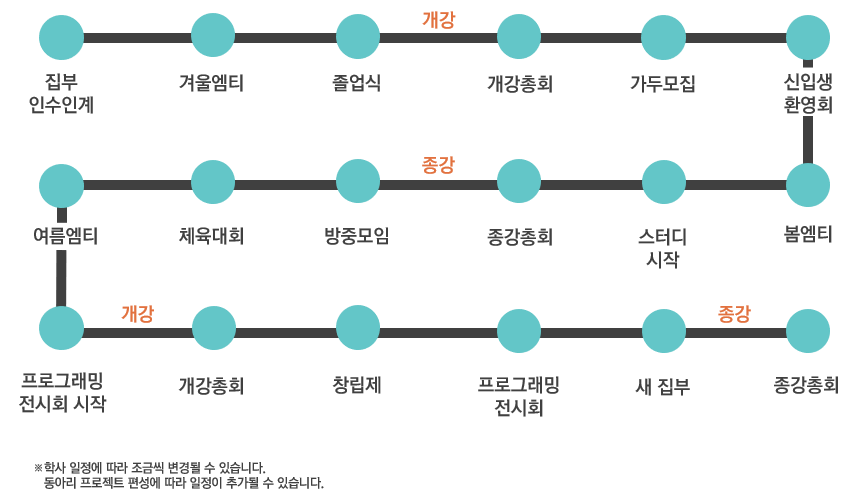 개강
집부
인수인계
겨울엠티
졸업식
개강총회
가두모집
신입생
환영회
종강
여름엠티
체육대회
방중모임
종강총회
스터디
시작
봄엠티
개강
종강
프로그래밍
전시회 시작
개강총회
창립제
프로그래밍
전시회
새 집부
종강총회
※학사 일정에 따라 조금씩 변경될 수 있습니다.
동아리 프로젝트 편성에 따라 일정이 추가될 수 있습니다.